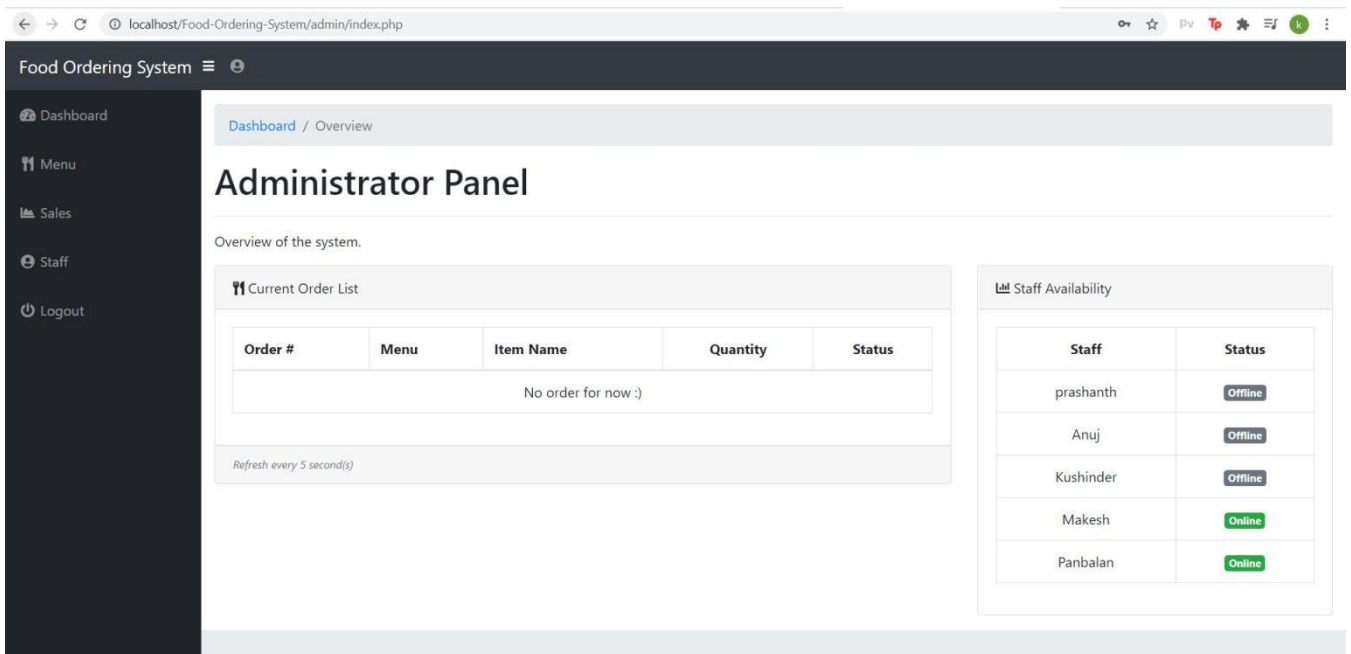 localhost/Food-Ordering-System/admin/index.php
Pv Tp k
Food Ordering System
Dashboard
Menu
Sales
Staff
Logout
Dashboard / Overview
Administrator Panel
Overview of the system.
Current Order List
Order # Menu Item Name Quantity Status
No order for now :)
Refresh every 5 second(s)
Staff Availability
Staff Status
prashanth Offline
Anuj Offline
Kushinder Offline
Makesh Online
Panbalan Online